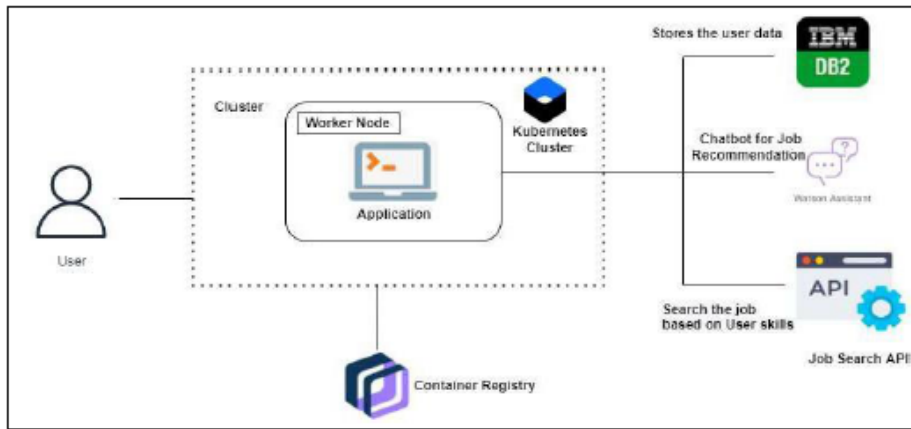 Stores the user data
IBM
DB2
Cluster
Worker Node
Kubernetes
Cluster
Application
Chatbot for Job
Recommendation
?
Watson Assistant
User
API
Search the job
based on User skills
Job Search API
Container Registry